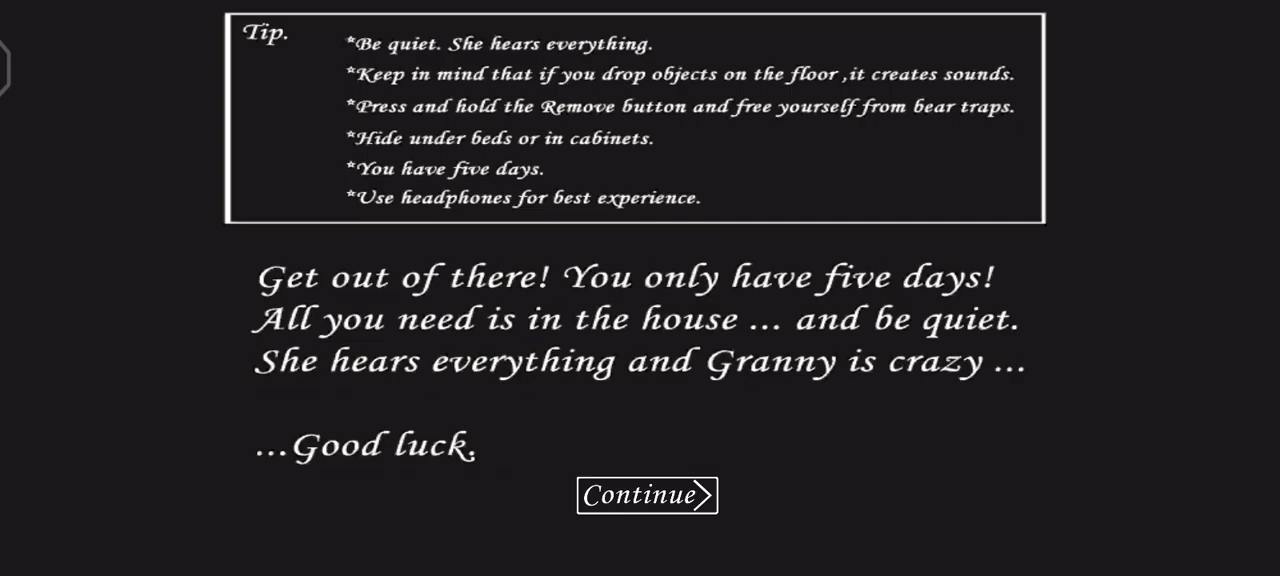 Tip.
*Be quiet. She hears everything.
*Keep in mind that if you drop objects on the floor ,it creates sounds.
*Press and hold the Remove button and free yourself from bear traps.
*Hide under beds or in cabinets.
*You have five days.
*Use headphones for best experience.
Get out of there! You only have five days!
All you need is in the house ... and be quiet.
She hears everything and Granny is crazy ...
...Good luck.
Continue